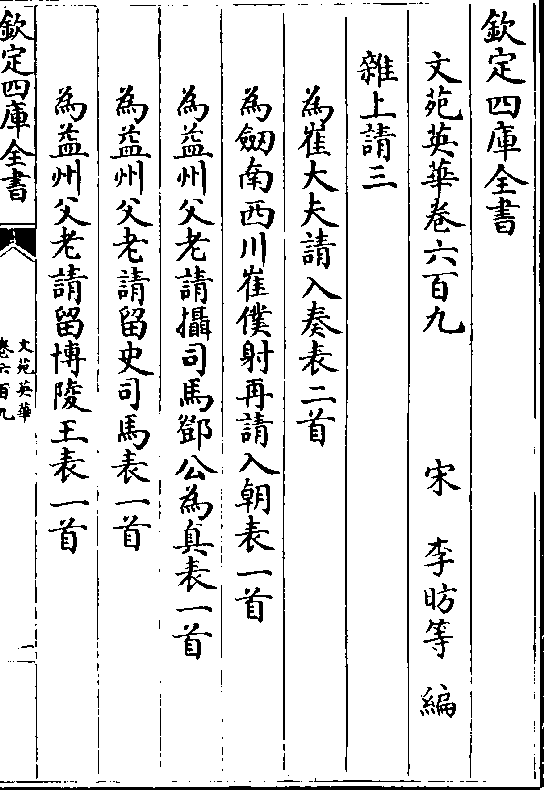 欽定四庫全書
文苑英華卷六百九　宋　李昉等　編
雜上請三
為崔大夫請入奏表二首
為劒南西川崔僕射再請入朝表一首
為益州父老請攝司馬鄧公為真表一首
為益州父老請留史司馬表一首
為益州父老請留博陵王表一首
欽定四庫全書
文苑英華
卷六百九
一